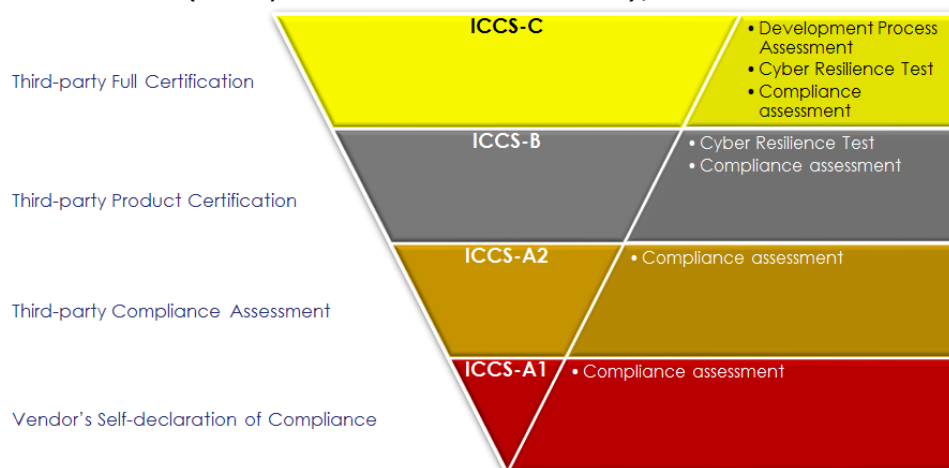 ICCS-C
• Development Process
Assessment
• Cyber Resilience Test
• Compliance
assessment
Third-party Full Certification
ICCS-B
• Cyber Resilience Test
• Compliance assessment
Third-party Product Certification
ICCS-A2
• Compliance assessment
Third-party Compliance Assessment
ICCS-A1
• Compliance assessment
Vendor's Self-declaration of Compliance